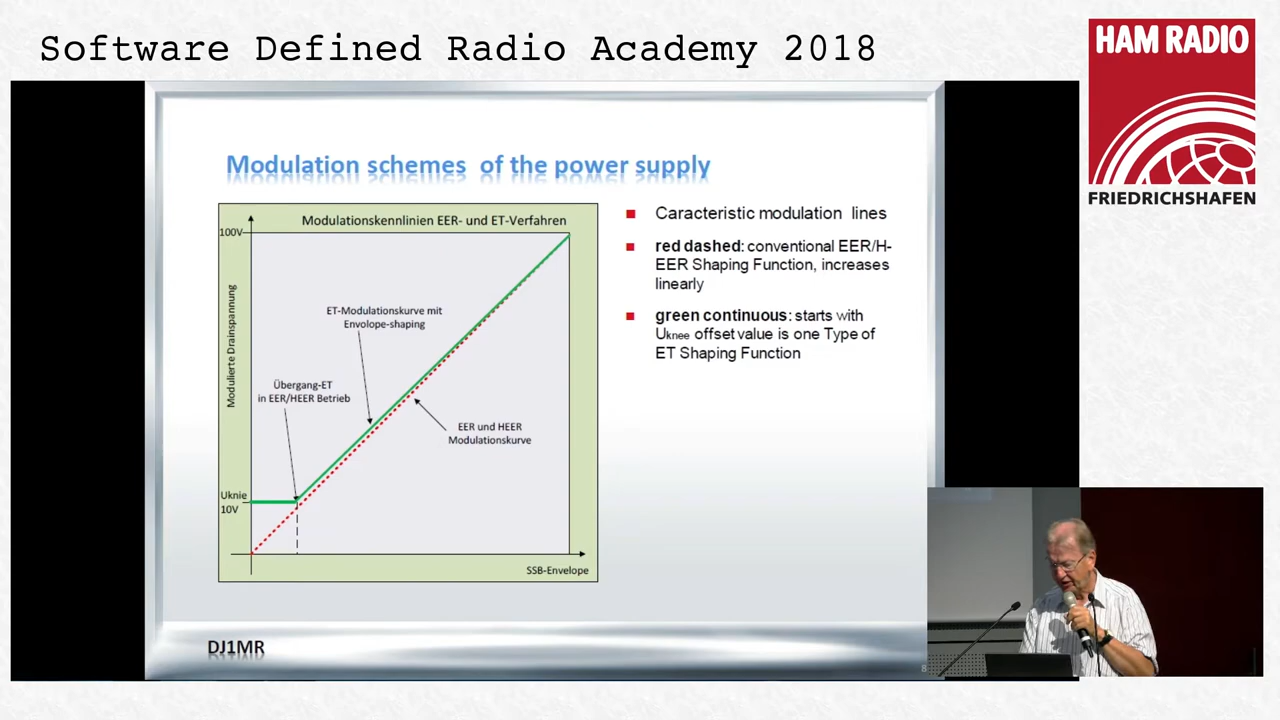 Software Defined Radio Academy 2018
HAM RADIO
FRIEDRICHSHAFEN
Modulation schemes of the power supply
Modulationskennlinien EER- und ET-Verfahren
100V
Modulierte Drainspannung
ET-Modulationskurve mit
Envolope-shaping
Übergang-ET
in EER/HEER Betrieb
EER und HEER
Modulationskurve
Uknie
10V
SSB-Envelope
Caracteristic modulation lines
red dashed: conventional EER/H-
EER Shaping Function, increases
linearly
green continuous: starts with
Uknee offset value is one Type of
ET Shaping Function
DJ1MR
8